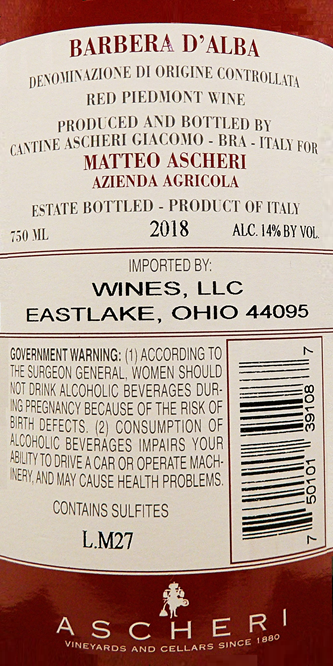 BARBERA D'ALBA
DENOMINAZIONE DI ORIGINE CONTROLLATA
RED PIEDMONT WINE
PRODUCED AND BOTTLED BY
CANTINE ASCHERI GIACOMO - BRA - ITALY FOR
MATTEO ASCHERI
AZIENDA AGRICOLA
ESTATE BOTTLED - PRODUCT OF ITALY
750 ML 2018 ALC. 14% BY VOL.
IMPORTED BY:
WINES, LLC
EASTLAKE, OHIO 44095
GOVERNMENT WARNING: (1) ACCORDING TO
THE SURGEON GENERAL, WOMEN SHOULD
NOT DRINK ALCOHOLIC BEVERAGES DUR-
ING PREGNANCY BECAUSE OF THE RISK OF
BIRTH DEFECTS. (2) CONSUMPTION OF
ALCOHOLIC BEVERAGES IMPAIRS YOUR
ABILITY TO DRIVE A CAR OR OPERATE MACH-
INERY, AND MAY CAUSE HEALTH PROBLEMS.
CONTAINS SULFITES
L.M27
7 50101 39108 7
ASCHERI
VINEYARDS AND CELLARS SINCE 1880